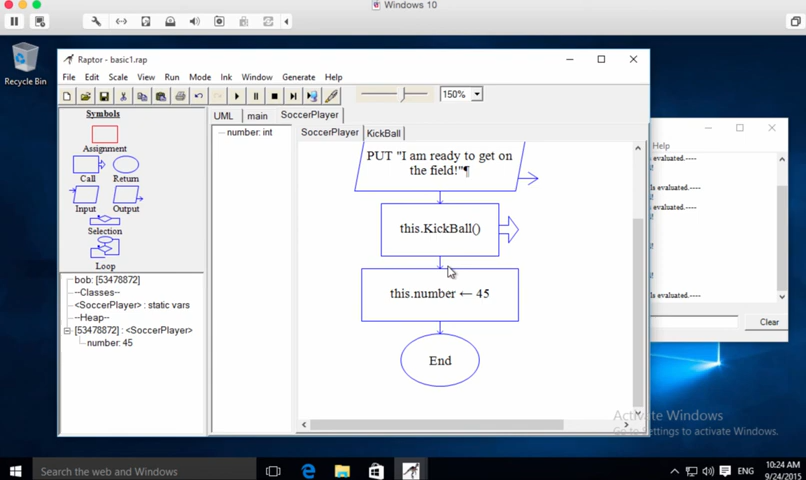 Windows 10
Recycle Bin
Raptor - basic1.rap
File Edit Scale View Run Mode Ink Window Generate Help
150%
Symbols
Assignment
Call Return
Input Output
Selection
Loop
UML main SoccerPlayer
number: int
SoccerPlayer KickBall
PUT "I am ready to get on
the field!"¶
this.KickBall()
this.number ← 45
End
bob: [53478872]
--Classes--
<SoccerPlayer> : static vars
--Heap--
[53478872] : <SoccerPlayer>
number: 45
Help
s evaluated.----
ls evaluated.----
ls evaluated.----
ls evaluated.----
Clear
Activate Windows
Go to Settings to activate Windows.
Search the web and Windows
ENG
10:24 AM
9/24/2015